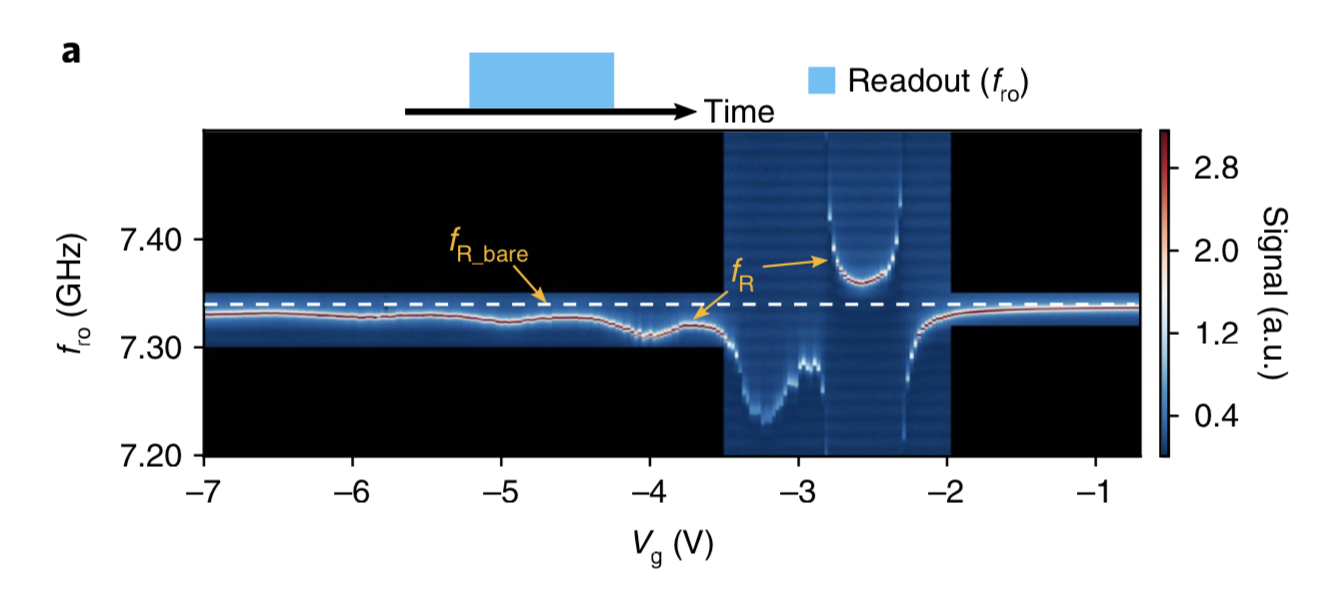 a
Readout (fro)
Time
fR_bare
fR
7.40
7.30
7.20
fro (GHz)
–7 –6 –5 –4 –3 –2 –1
Vg (V)
2.8
2.0
1.2
0.4
Signal (a.u.)